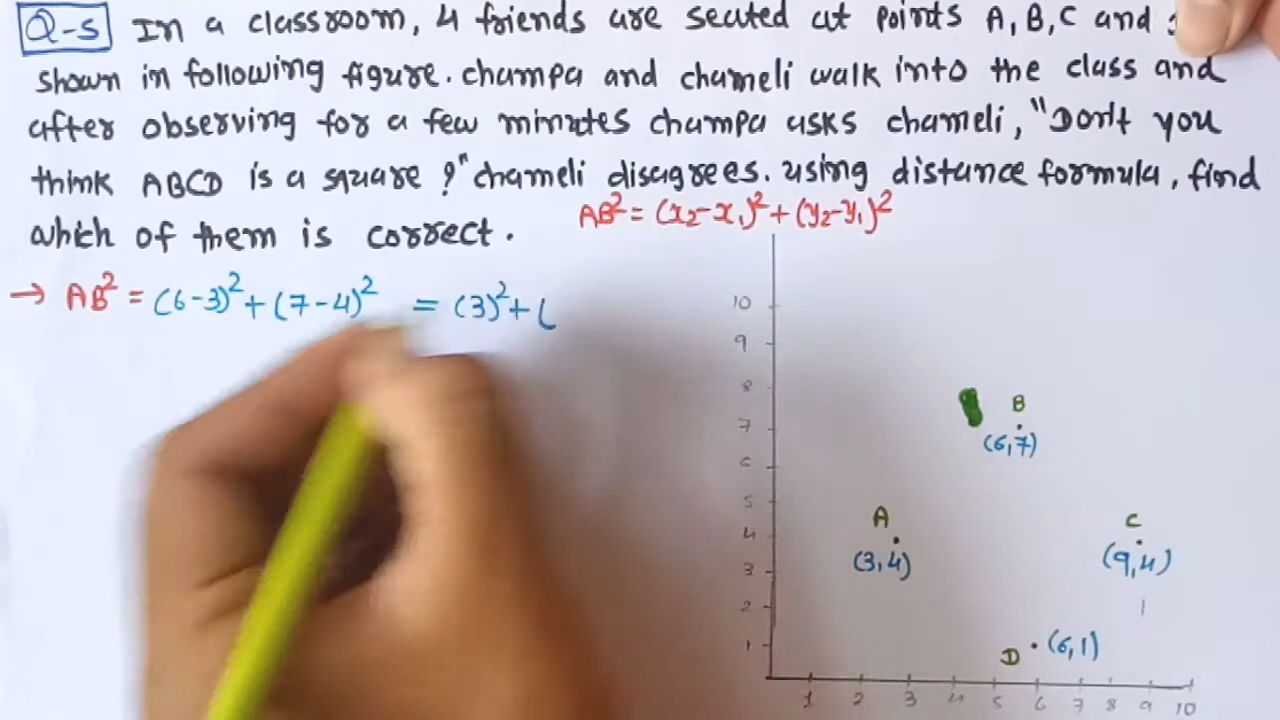 Q-5 In a classroom, 4 friends are seated at points A, B, C and
shown in following figure. champa and chameli walk into the class and
after observing for a few minutes champa asks chameli, "Don't you
think ABCD is a square ?" chameli disagrees. using distance formula, find
which of them is correct.
AB² = (x₂-x₁)² + (y₂-y₁)²
→ AB² = (6-3)² + (7-4)² = (3)² + (
10
9
8
B
7
(6,7)
6
5
A
C
4
(3,4)
(9,4)
3
2
1
D (6,1)
1 2 3 4 5 6 7 8 9 10